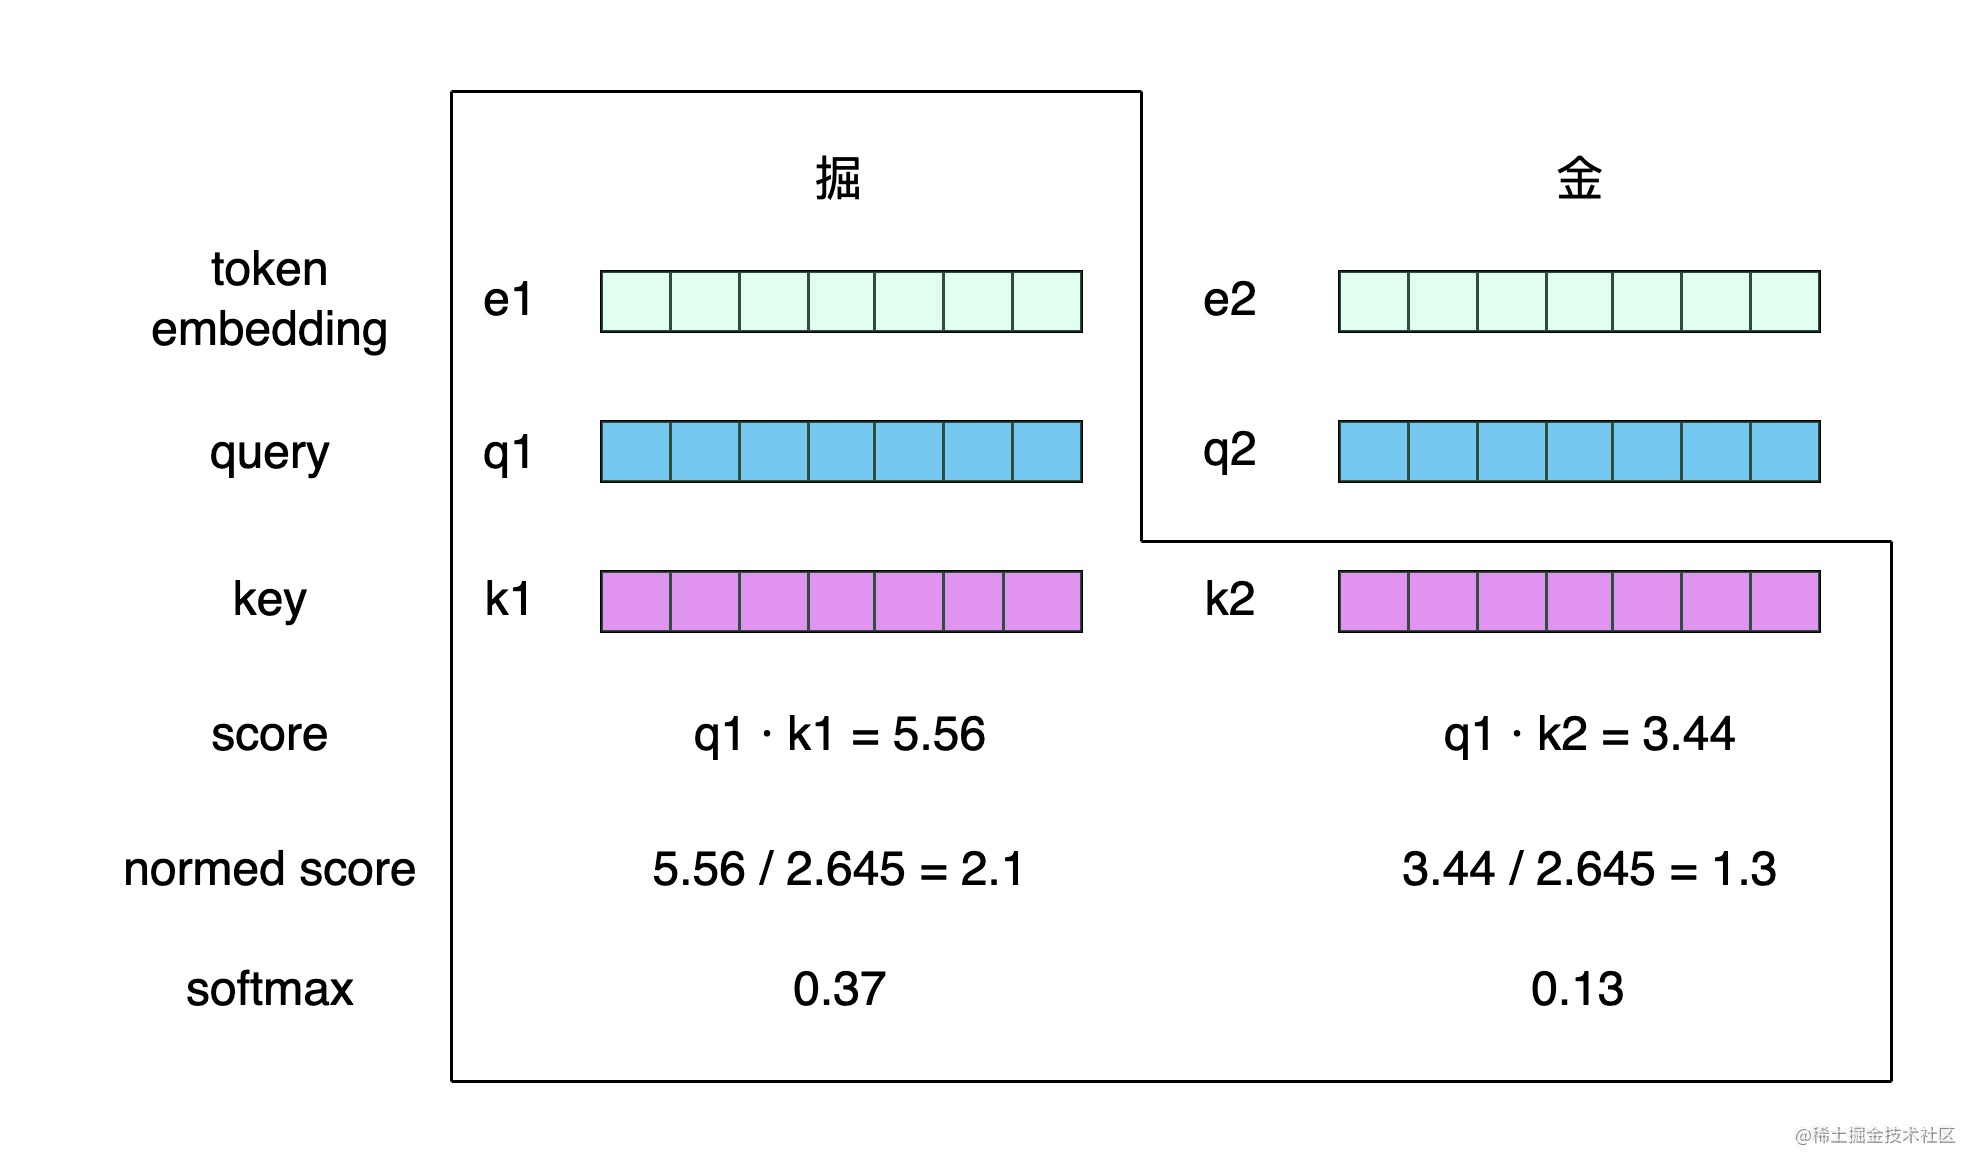 掘 金
token
embedding e1 e2
query q1 q2
key k1 k2
score q1 · k1 = 5.56 q1 · k2 = 3.44
normed score 5.56 / 2.645 = 2.1 3.44 / 2.645 = 1.3
softmax 0.37 0.13
@稀土掘金技术社区